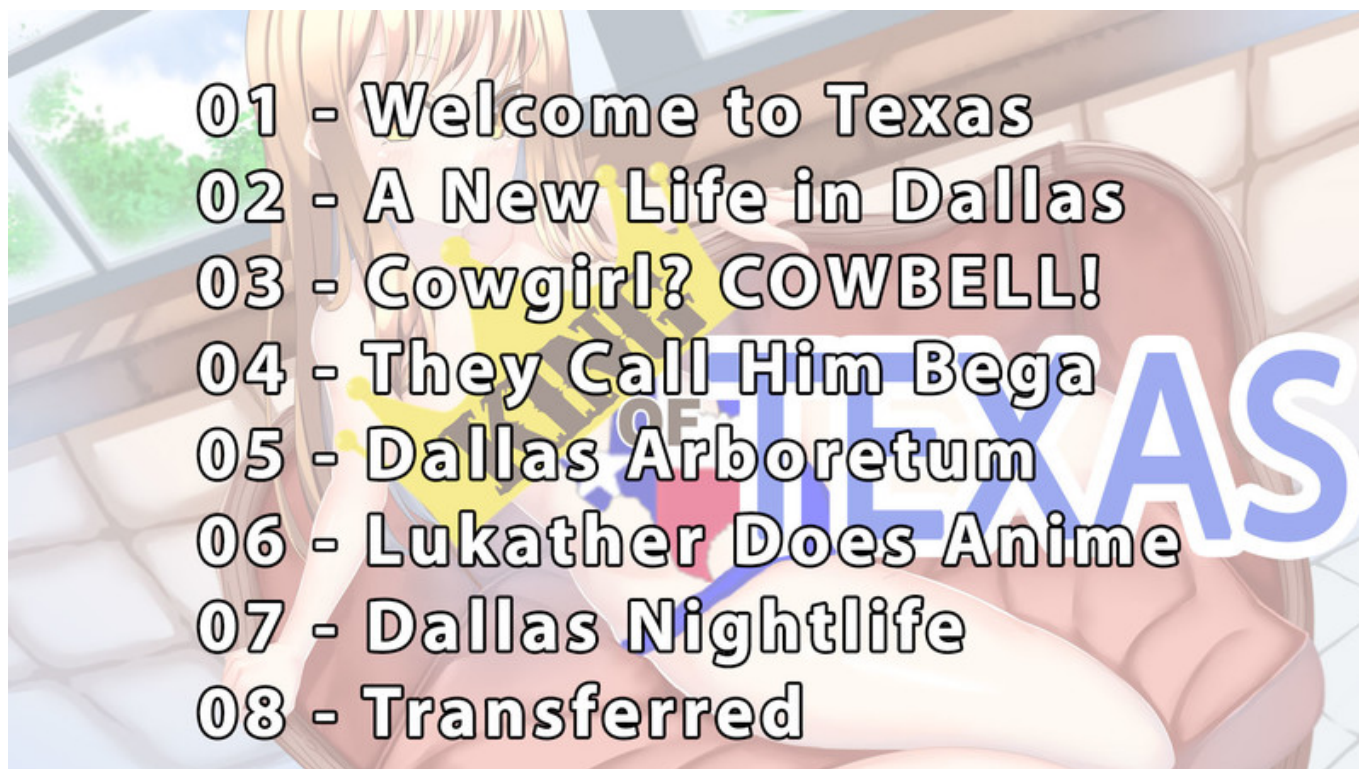 01 - Welcome to Texas
02 - A New Life in Dallas
03 - Cowgirl? COWBELL!
04 - They Call Him Bega
05 - Dallas Arboretum
06 - Lukather Does Anime
07 - Dallas Nightlife
08 - Transferred
KING
OF
TEXAS